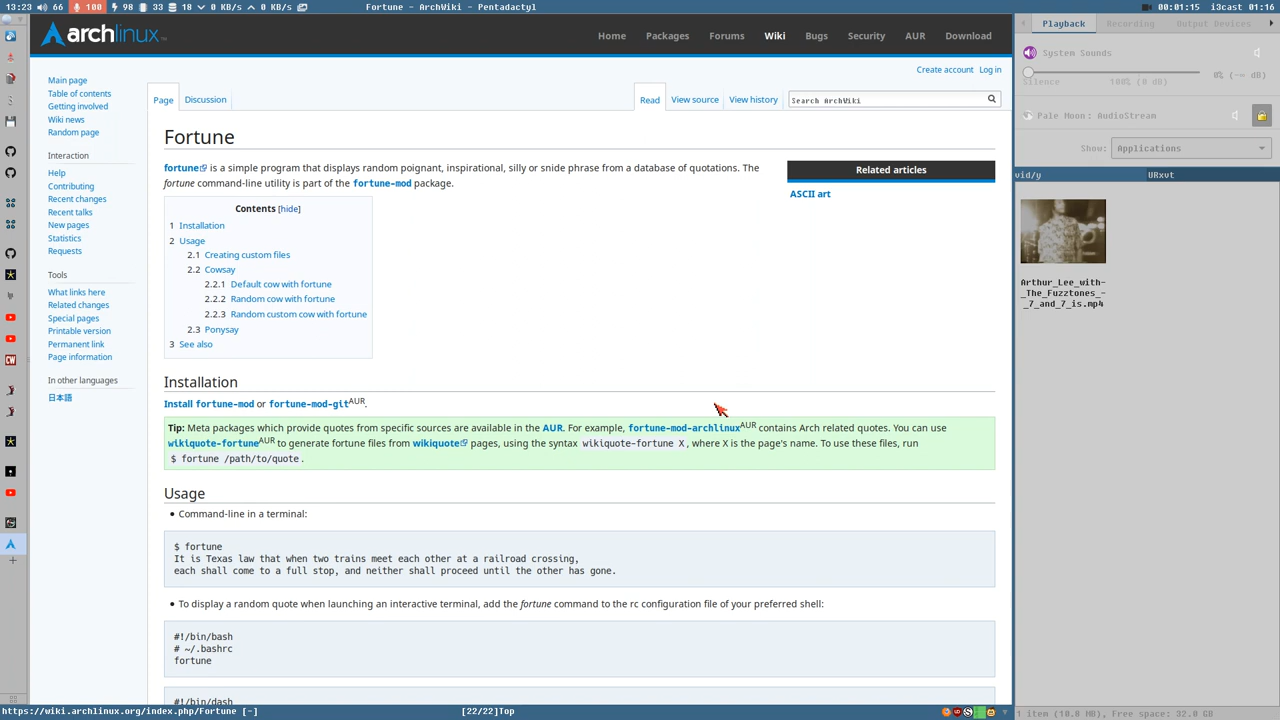 13:23 66 100 98 33 18 0 KB/s 0 KB/s Fortune - ArchWiki - Pentadactyl 00:01:15 i3cast 01:16
archlinux™
Home Packages Forums Wiki Bugs Security AUR Download
Create account Log in
Page Discussion Read View source View history Search ArchWiki
Main page
Table of contents
Getting involved
Wiki news
Random page
Interaction
Help
Contributing
Recent changes
Recent talks
New pages
Statistics
Requests
Tools
What links here
Related changes
Special pages
Printable version
Permanent link
Page information
In other languages
日本語
Fortune
fortune is a simple program that displays random poignant, inspirational, silly or snide phrase from a database of quotations. The
fortune command-line utility is part of the fortune-mod package.
Related articles
ASCII art
Contents [hide]
1 Installation
2 Usage
2.1 Creating custom files
2.2 Cowsay
2.2.1 Default cow with fortune
2.2.2 Random cow with fortune
2.2.3 Random custom cow with fortune
2.3 Ponysay
3 See also
Installation
Install fortune-mod or fortune-mod-gitAUR.
Tip: Meta packages which provide quotes from specific sources are available in the AUR. For example, fortune-mod-archlinuxAUR contains Arch related quotes. You can use
wikiquote-fortuneAUR to generate fortune files from wikiquote pages, using the syntax wikiquote-fortune X, where X is the page's name. To use these files, run
$ fortune /path/to/quote.
Usage
• Command-line in a terminal:
$ fortune
It is Texas law that when two trains meet each other at a railroad crossing,
each shall come to a full stop, and neither shall proceed until the other has gone.
• To display a random quote when launching an interactive terminal, add the fortune command to the rc configuration file of your preferred shell:
#!/bin/bash
# ~/.bashrc
fortune
#!/bin/dash
https://wiki.archlinux.org/index.php/Fortune [-] [22/22]Top
Playback Recording Output Devices
System Sounds
Silence 100% (0 dB) 0% (-∞ dB)
Pale Moon: AudioStream
Show: Applications
vid/y URxvt
Arthur_Lee_with-
_The_Fuzztones_-
_7_and_7_is.mp4
1 item (10.8 MB), Free space: 32.0 GB